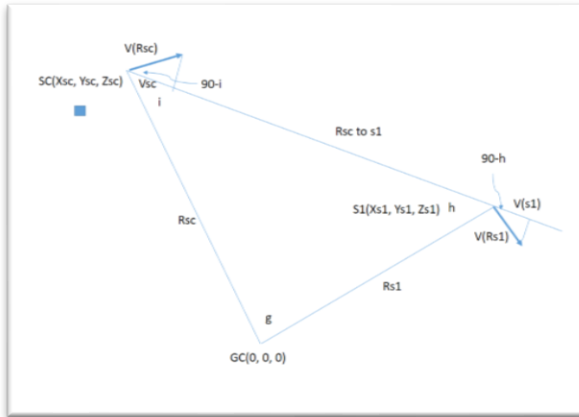 V(Rsc)
SC(Xsc, Ysc, Zsc)
Vsc
90-i
i
Rsc to s1
90-h
S1(Xs1, Ys1, Zs1)
h
V(s1)
V(Rs1)
Rsc
Rs1
g
GC(0, 0, 0)